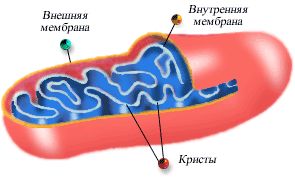 Внешняя
мембрана
Внутренняя
мембрана
Кристы